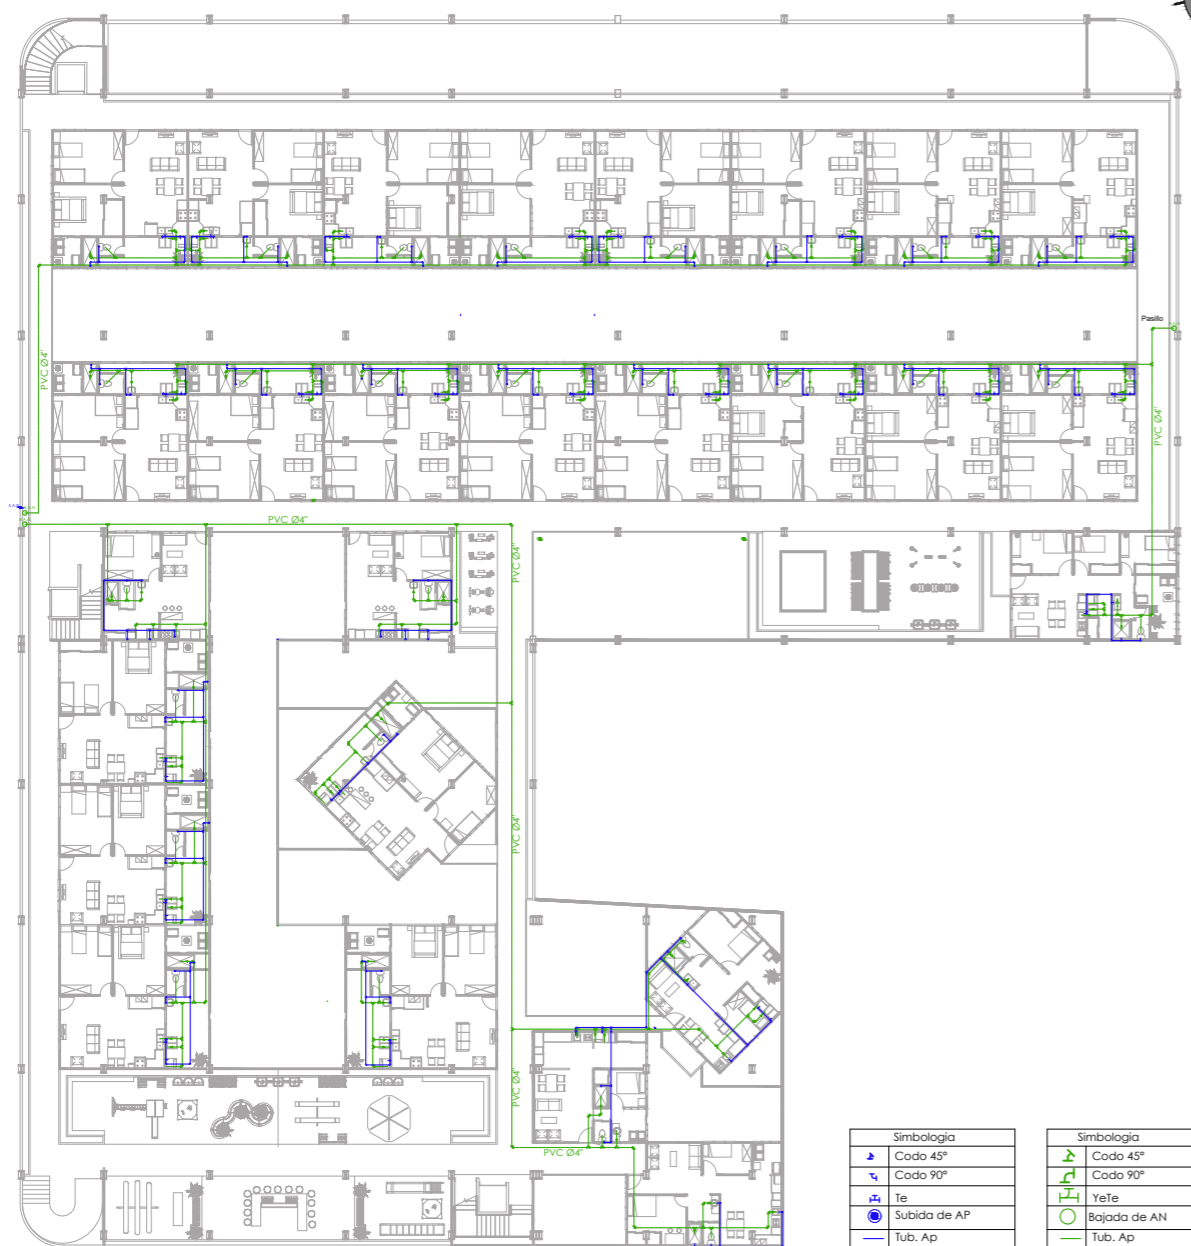 Pasillo
PVC Ø4"
PVC Ø4"
PVC Ø4"
PVC Ø4"
PVC Ø4"
PVC Ø4"
PVC Ø4"
Simbologia
Codo 45°
Codo 90°
Te
Subida de AP
Tub. Ap
Simbologia
Codo 45°
Codo 90°
YeTe
Bajada de AN
Tub. Ap